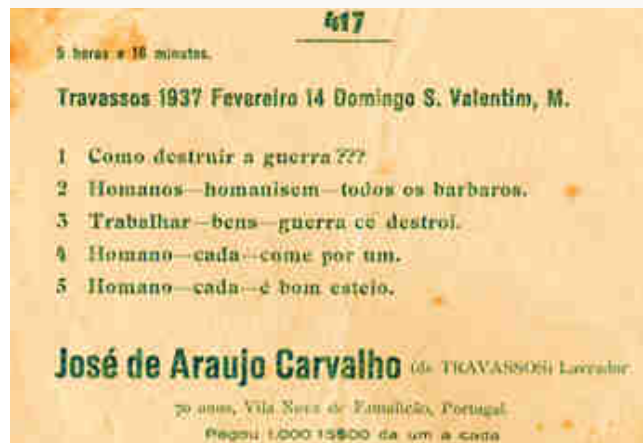 417
5 horas e 16 minutos.
Travassos 1937 Fevereiro 14 Domingo S. Valentim, M.
1 Como destruir a guerra ???
2 Homanos—homanisem—todos os barbaros.
3 Trabalhar—bens—guerra ce destroi.
4 Homano—cada—come por um.
5 Homano—cada—é bom esteio.
José de Araujo Carvalho (de TRAVASSOS) Lavrador
70 anos, Vila Nova de Famalicão, Portugal
Pagou 1.000 15$00 da um a cada